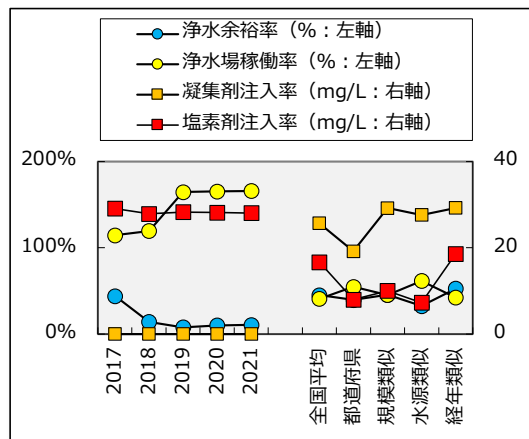 浄水余裕率(%:左軸)
浄水場稼働率(%:左軸)
凝集剤注入率(mg/L:右軸)
塩素剤注入率(mg/L:右軸)
200%
100%
0%
40
20
0
2017
2018
2019
2020
2021
全国平均
都道府県
規模類似
水源類似
経年類似